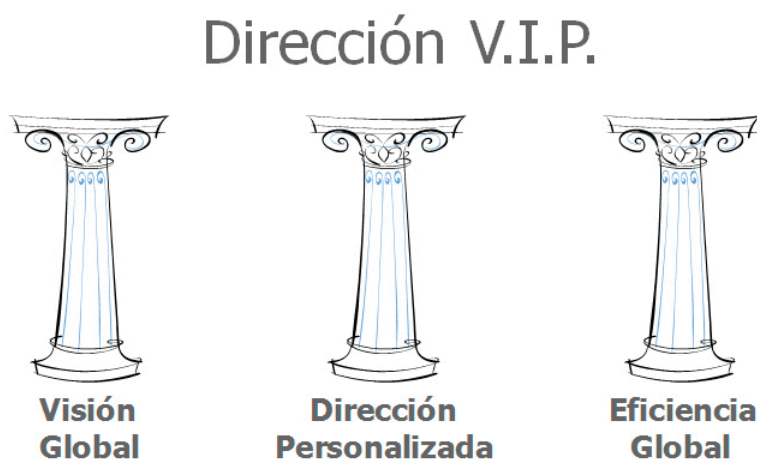 Dirección V.I.P.
Visión
Global
Dirección
Personalizada
Eficiencia
Global